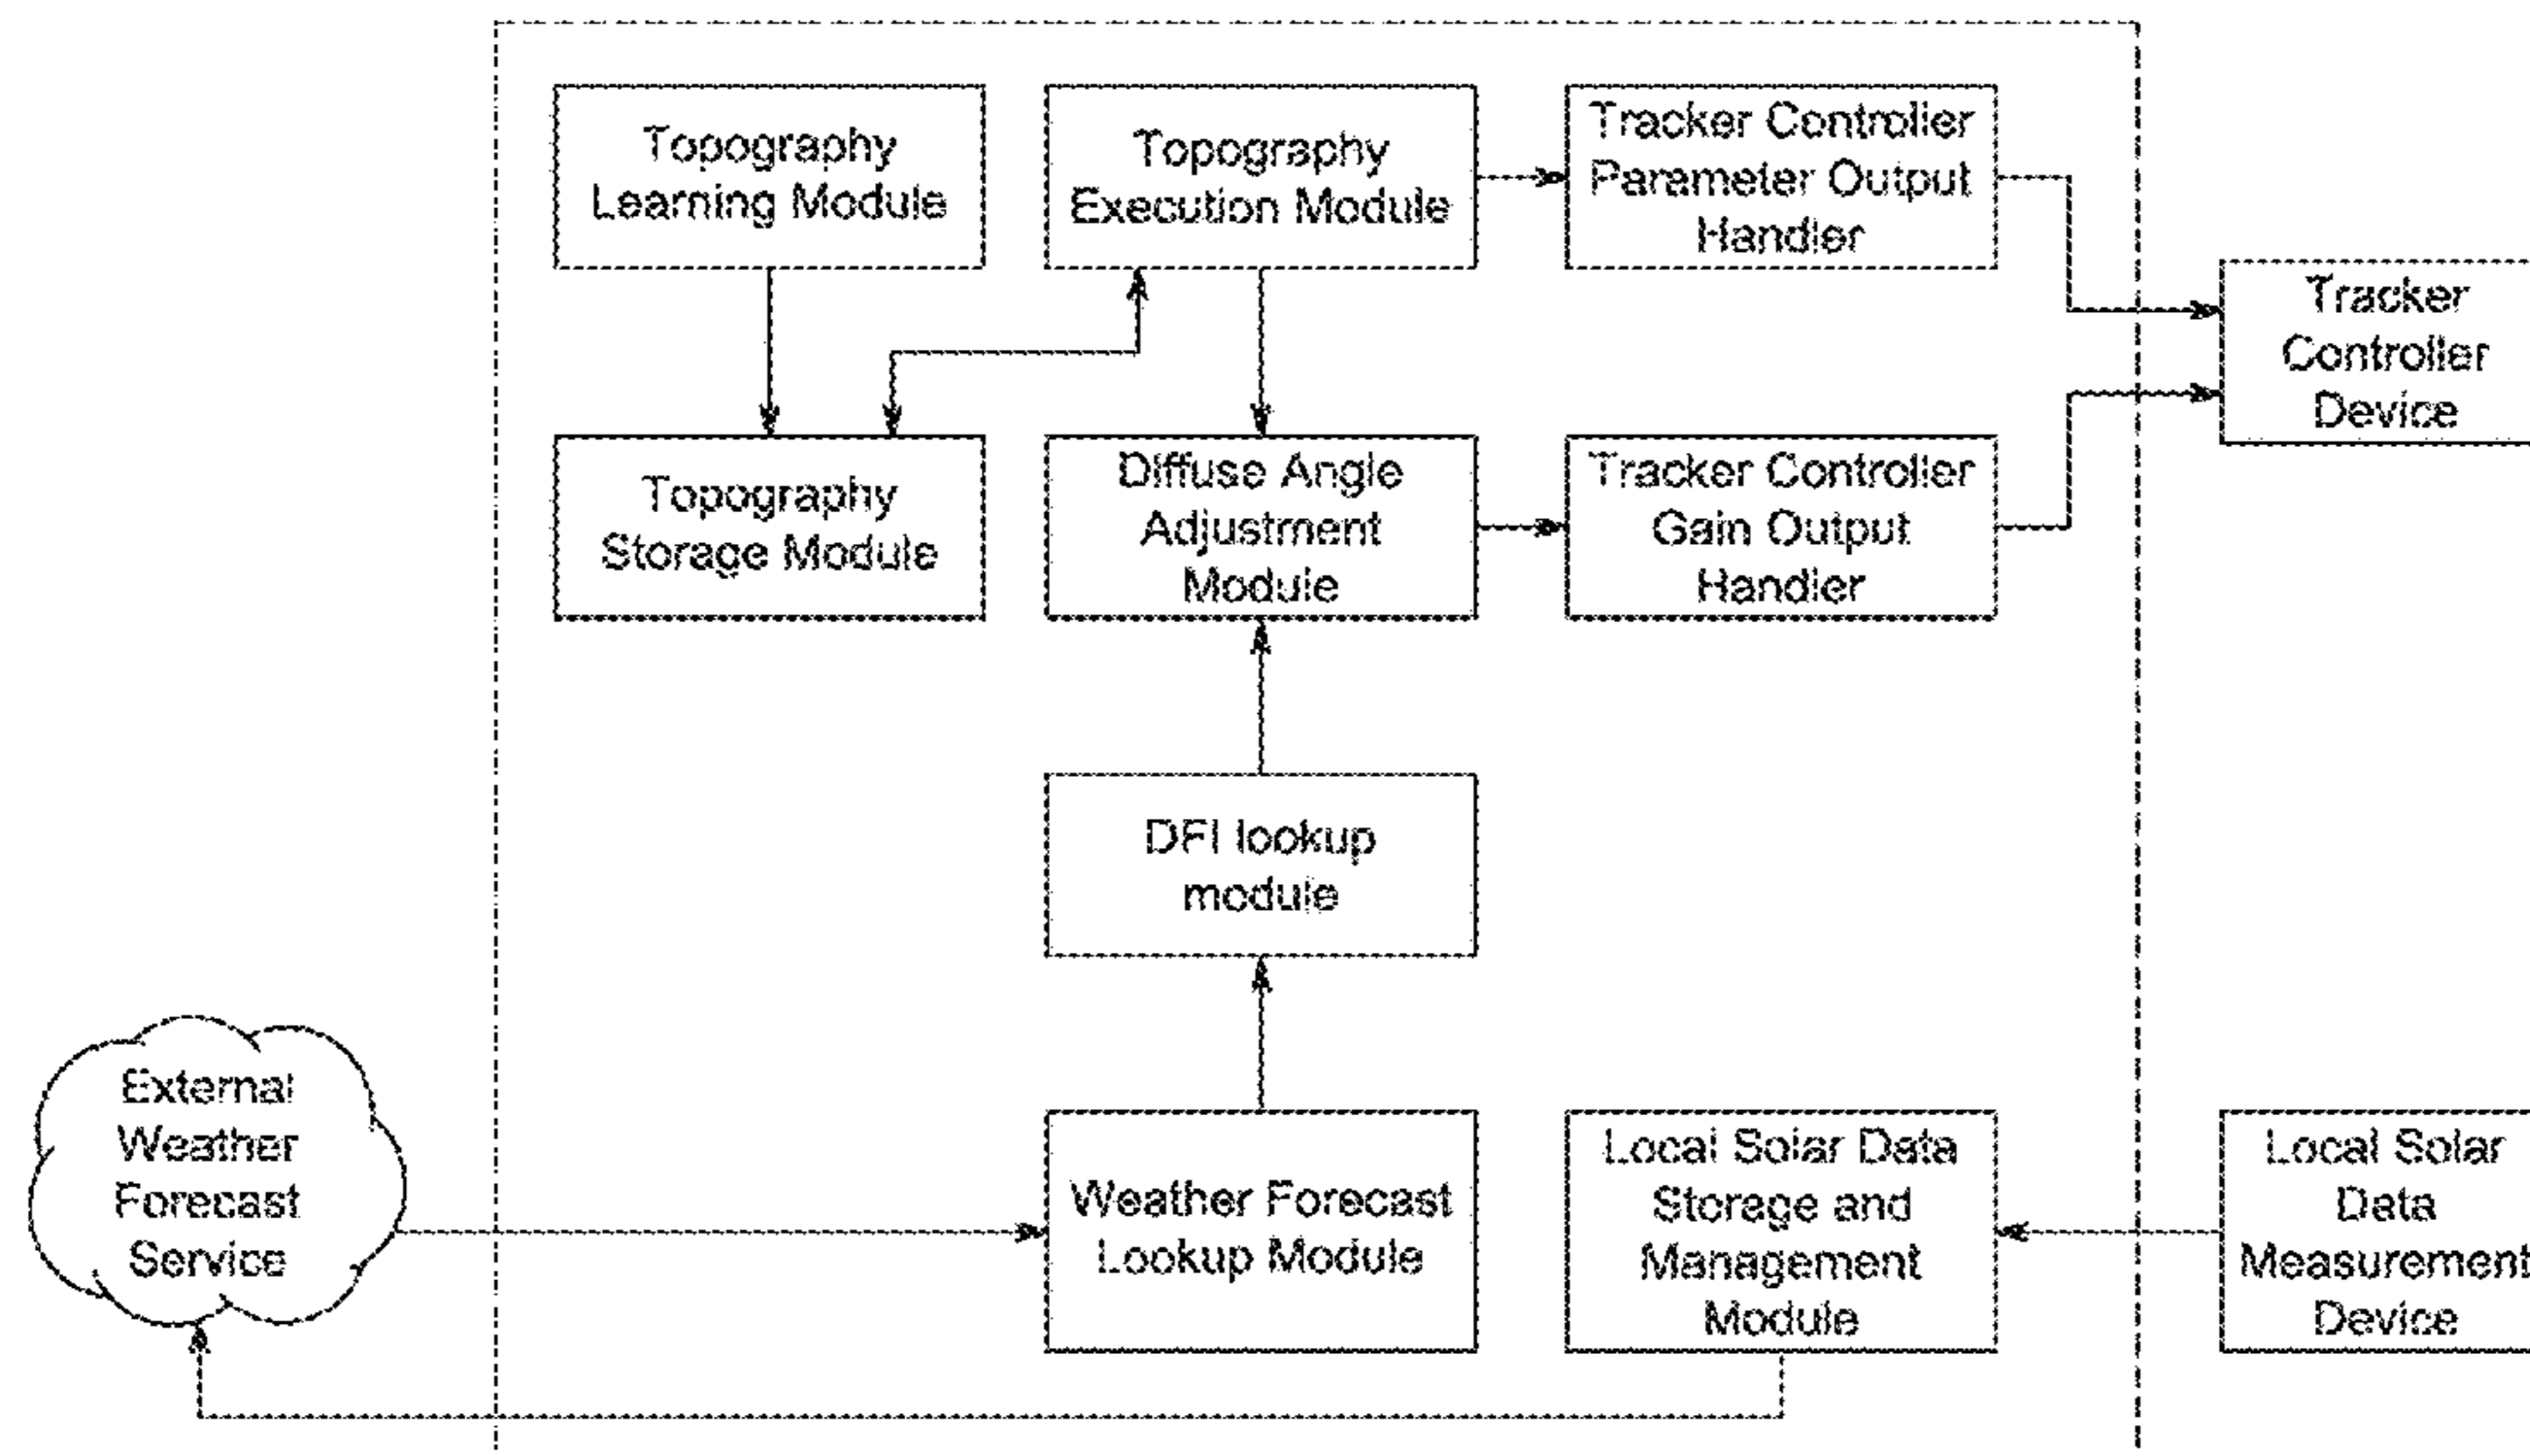 Topography
Learning Module
Topography
Execution Module
Tracker Controller
Parameter Output
Handler
Tracker
Controller
Device
Topography
Storage Module
Diffuse Angle
Adjustment
Module
Tracker Controller
Gain Output
Handler
DFI lookup
module
External
Weather
Forecast
Service
Weather Forecast
Lookup Module
Local Solar Data
Storage and
Management
Module
Local Solar
Data
Measurement
Device